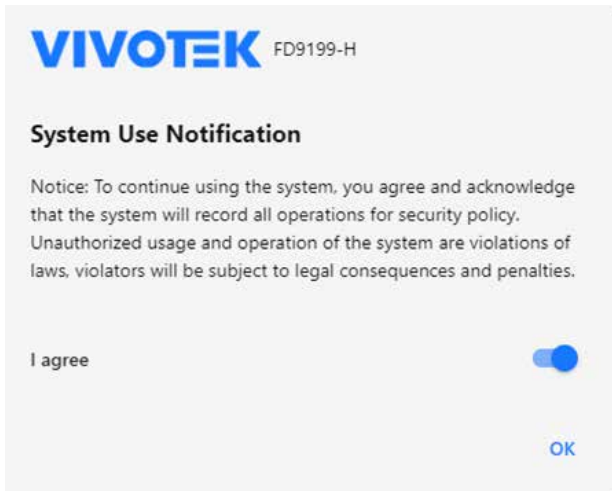 VIVOTEK FD9199-H
System Use Notification
Notice: To continue using the system, you agree and acknowledge
that the system will record all operations for security policy.
Unauthorized usage and operation of the system are violations of
laws, violators will be subject to legal consequences and penalties.
I agree
OK